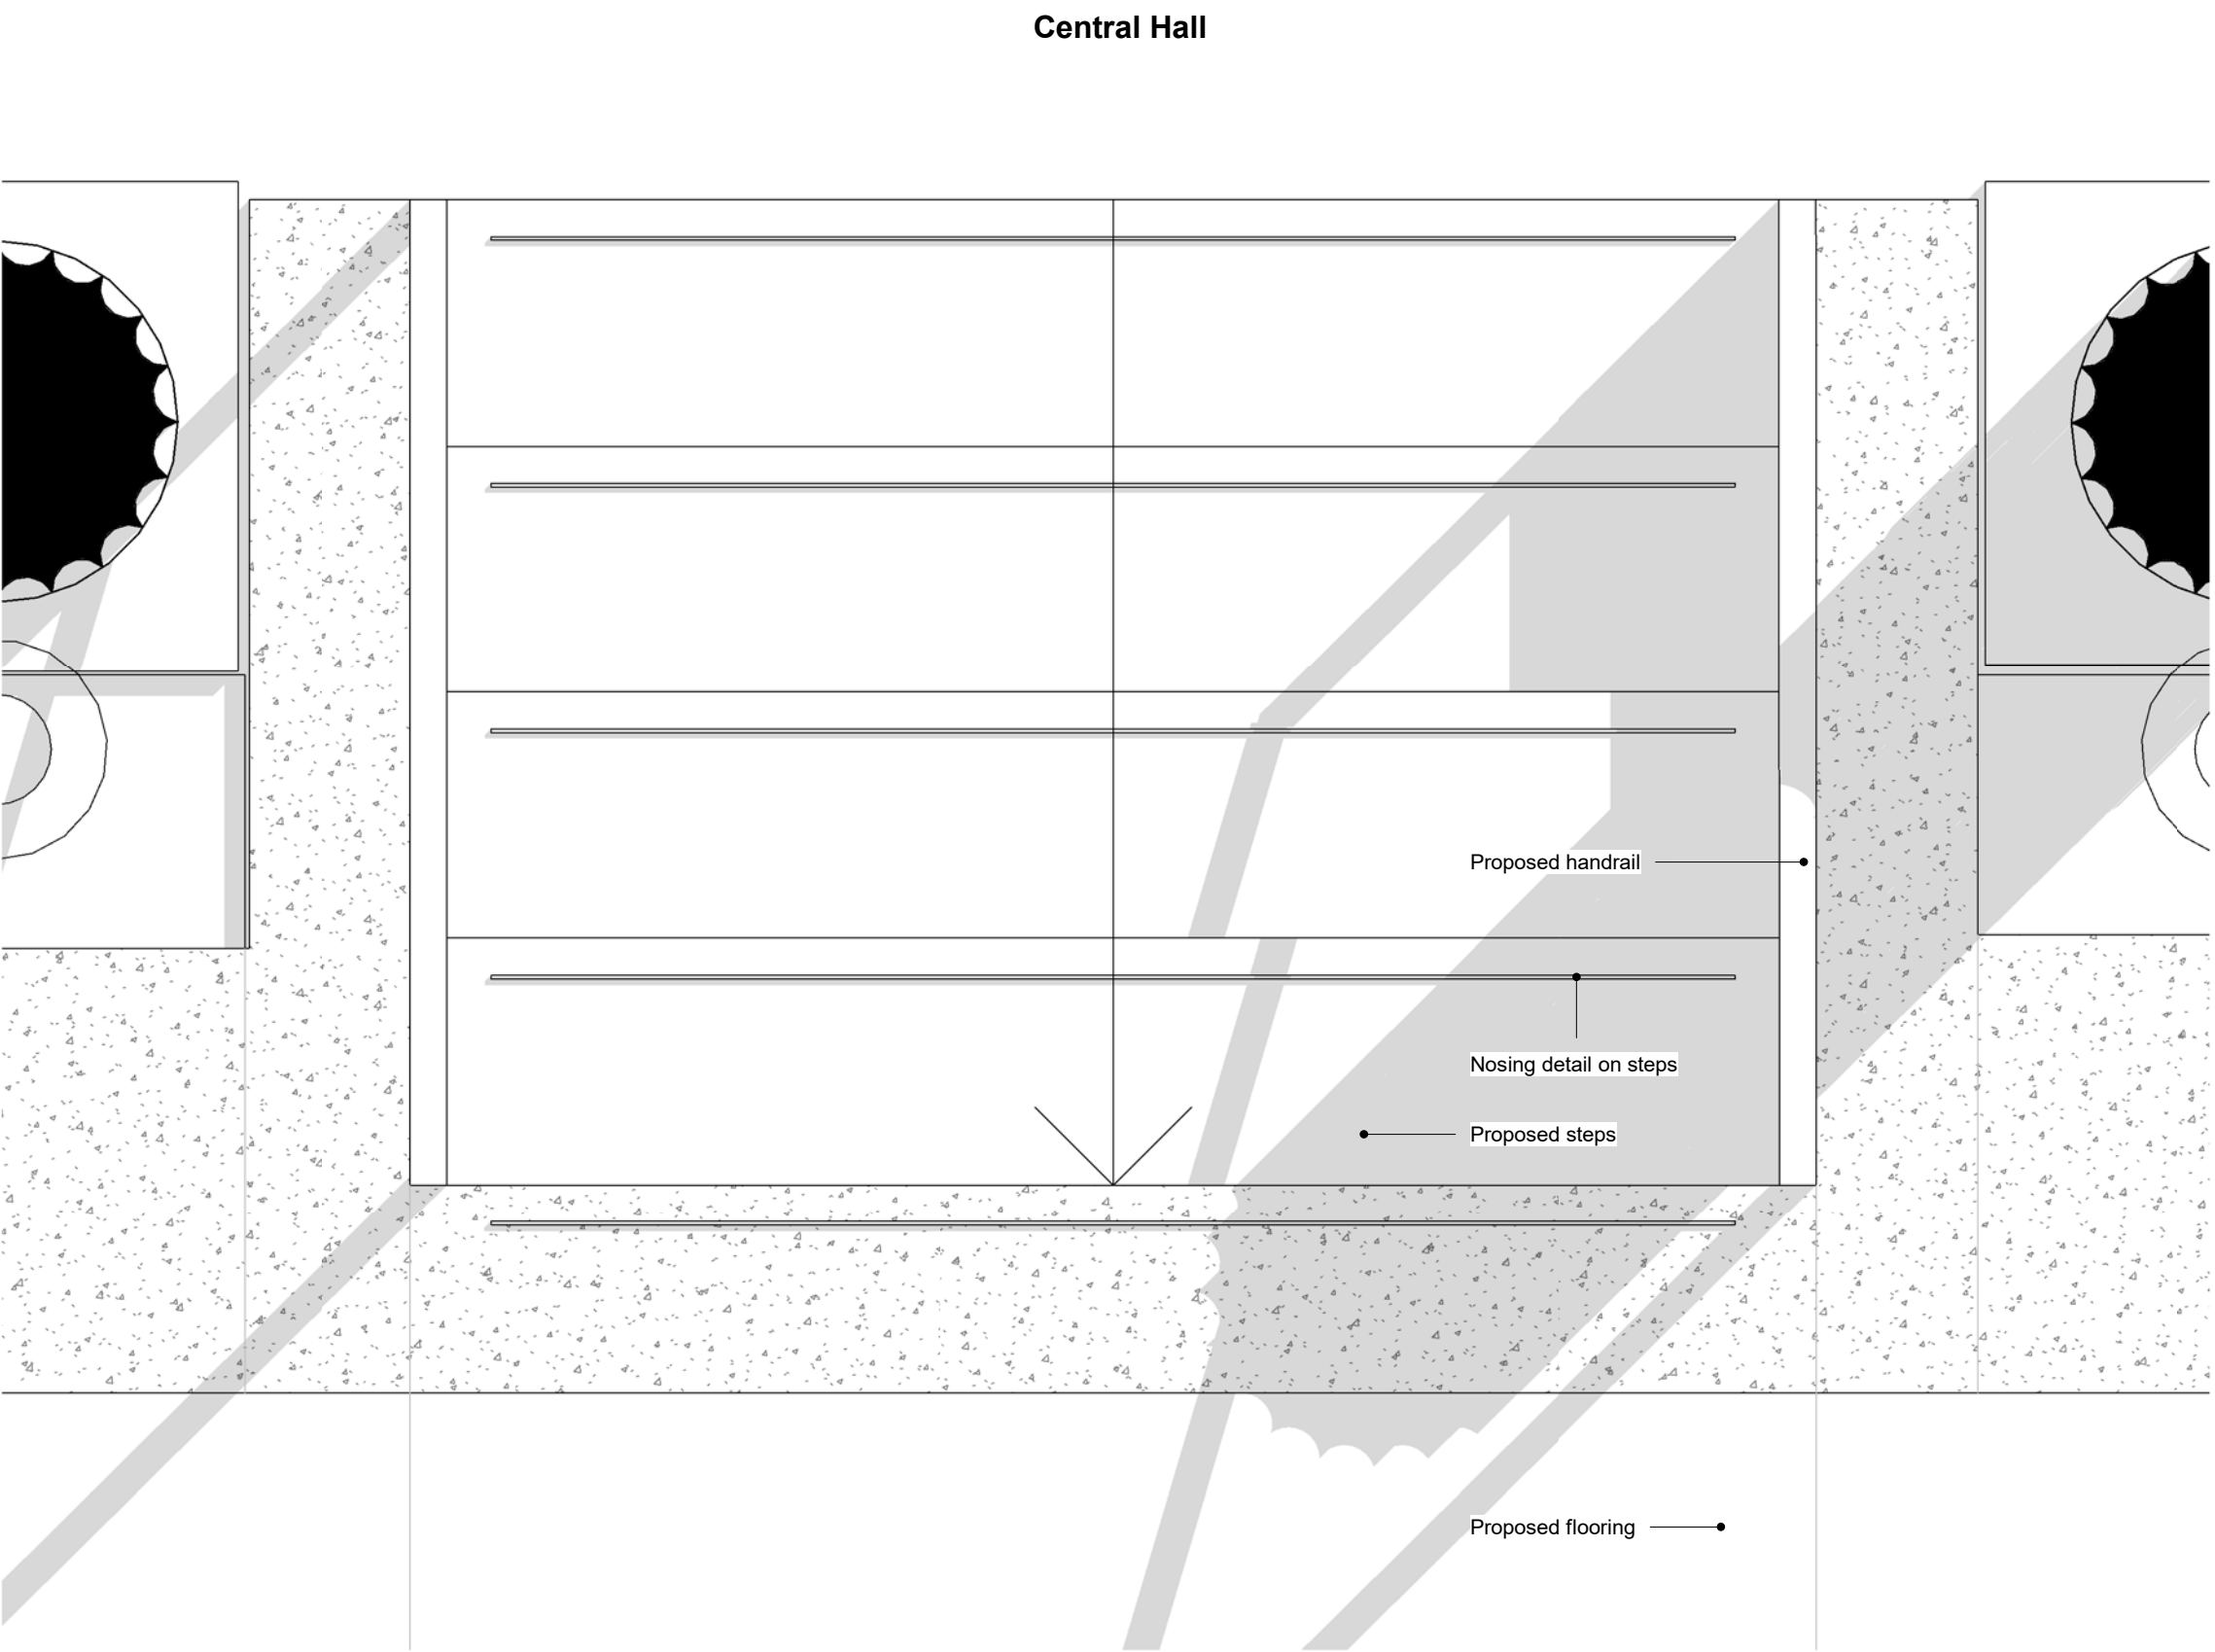 Central Hall
Proposed handrail
Nosing detail on steps
Proposed steps
Proposed flooring